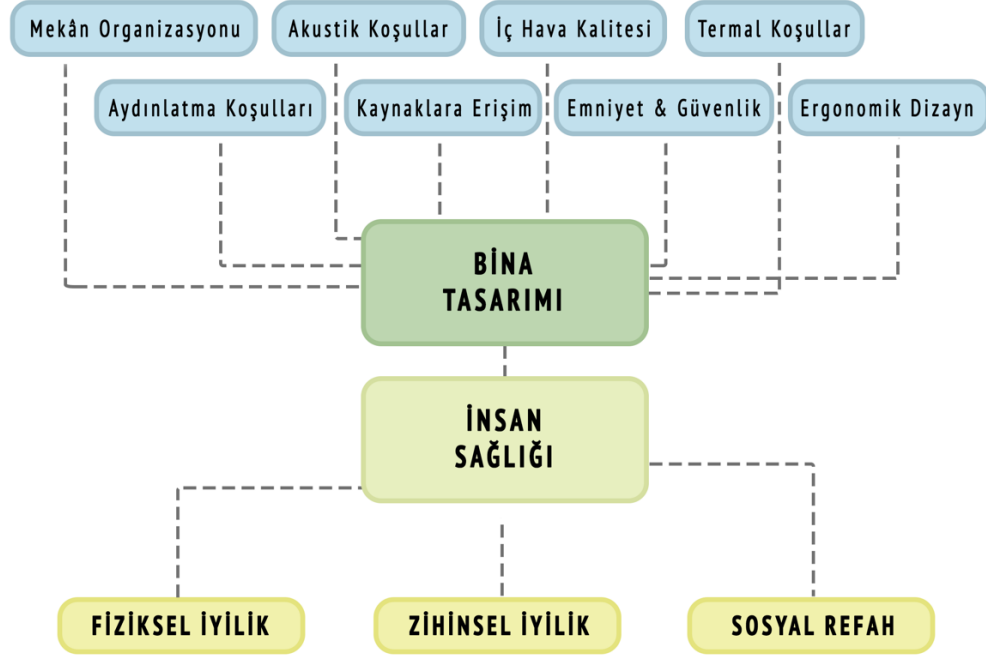 Mekân Organizasyonu
Akustik Koşullar
İç Hava Kalitesi
Termal Koşullar
Aydınlatma Koşulları
Kaynaklara Erişim
Emniyet & Güvenlik
Ergonomik Dizayn
BİNA
TASARIMI
İNSAN
SAĞLIĞI
FİZİKSEL İYİLİK
ZİHİNSEL İYİLİK
SOSYAL REFAH